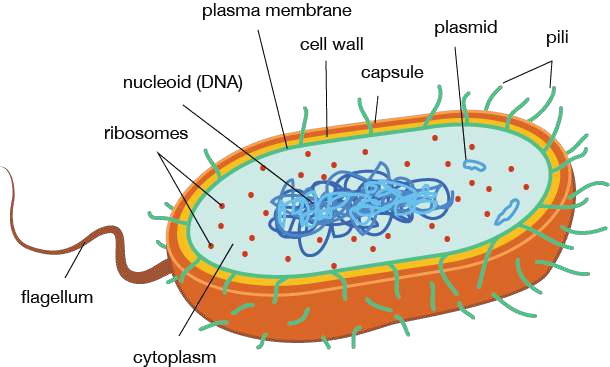 plasma membrane
cell wall
plasmid
pili
capsule
nucleoid (DNA)
ribosomes
flagellum
cytoplasm